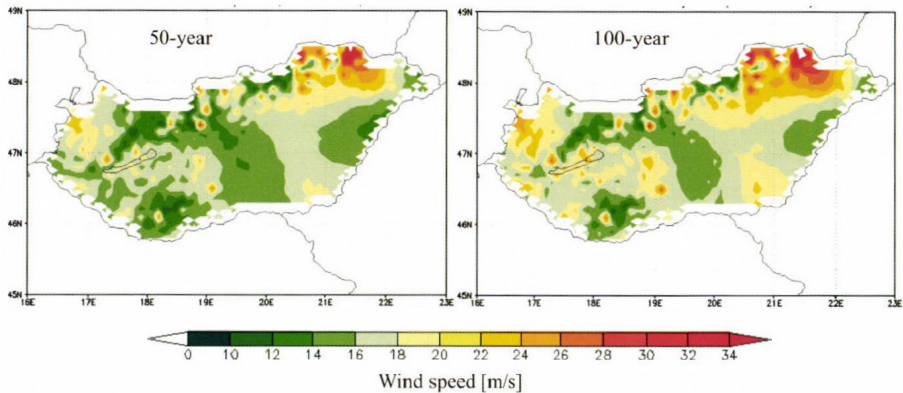 50-year
100-year
49N
48N
47N
46N
45N
16E 17E 18E 19E 20E 21E 22E 23E
49N
48N
47N
46N
45N
16E 17E 18E 19E 20E 21E 22E 23E
0 10 12 14 16 18 20 22 24 26 28 30 32 34
Wind speed [m/s]